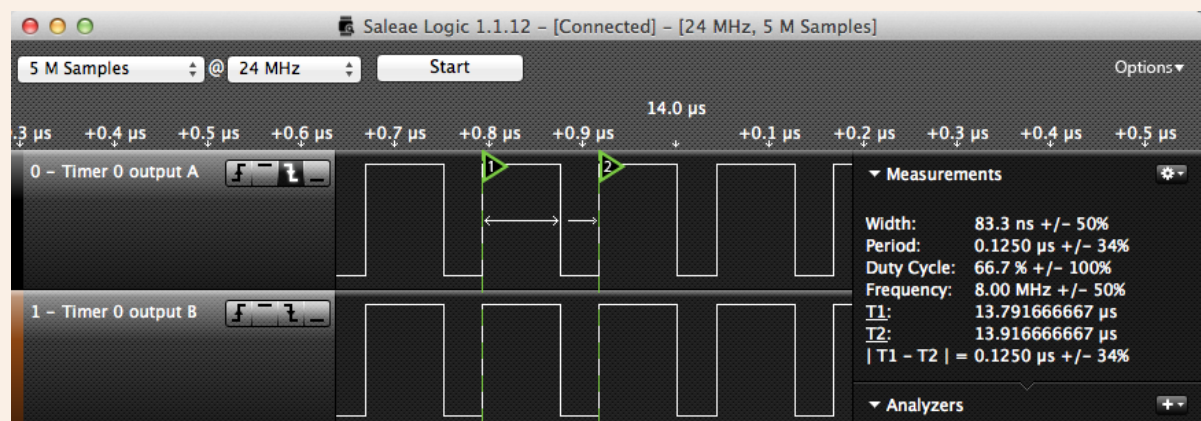 Saleae Logic 1.1.12 – [Connected] – [24 MHz, 5 M Samples]
5 M Samples @ 24 MHz Start Options▾
14.0 µs
.3 µs +0.4 µs +0.5 µs +0.6 µs +0.7 µs +0.8 µs +0.9 µs +0.1 µs +0.2 µs +0.3 µs +0.4 µs +0.5 µs
0 – Timer 0 output A
1 2
▾ Measurements
Width: 83.3 ns +/– 50%
Period: 0.1250 µs +/– 34%
Duty Cycle: 66.7 % +/– 100%
Frequency: 8.00 MHz +/– 50%
T1: 13.791666667 µs
T2: 13.916666667 µs
| T1 – T2 | = 0.1250 µs +/– 34%
1 – Timer 0 output B
▾ Analyzers